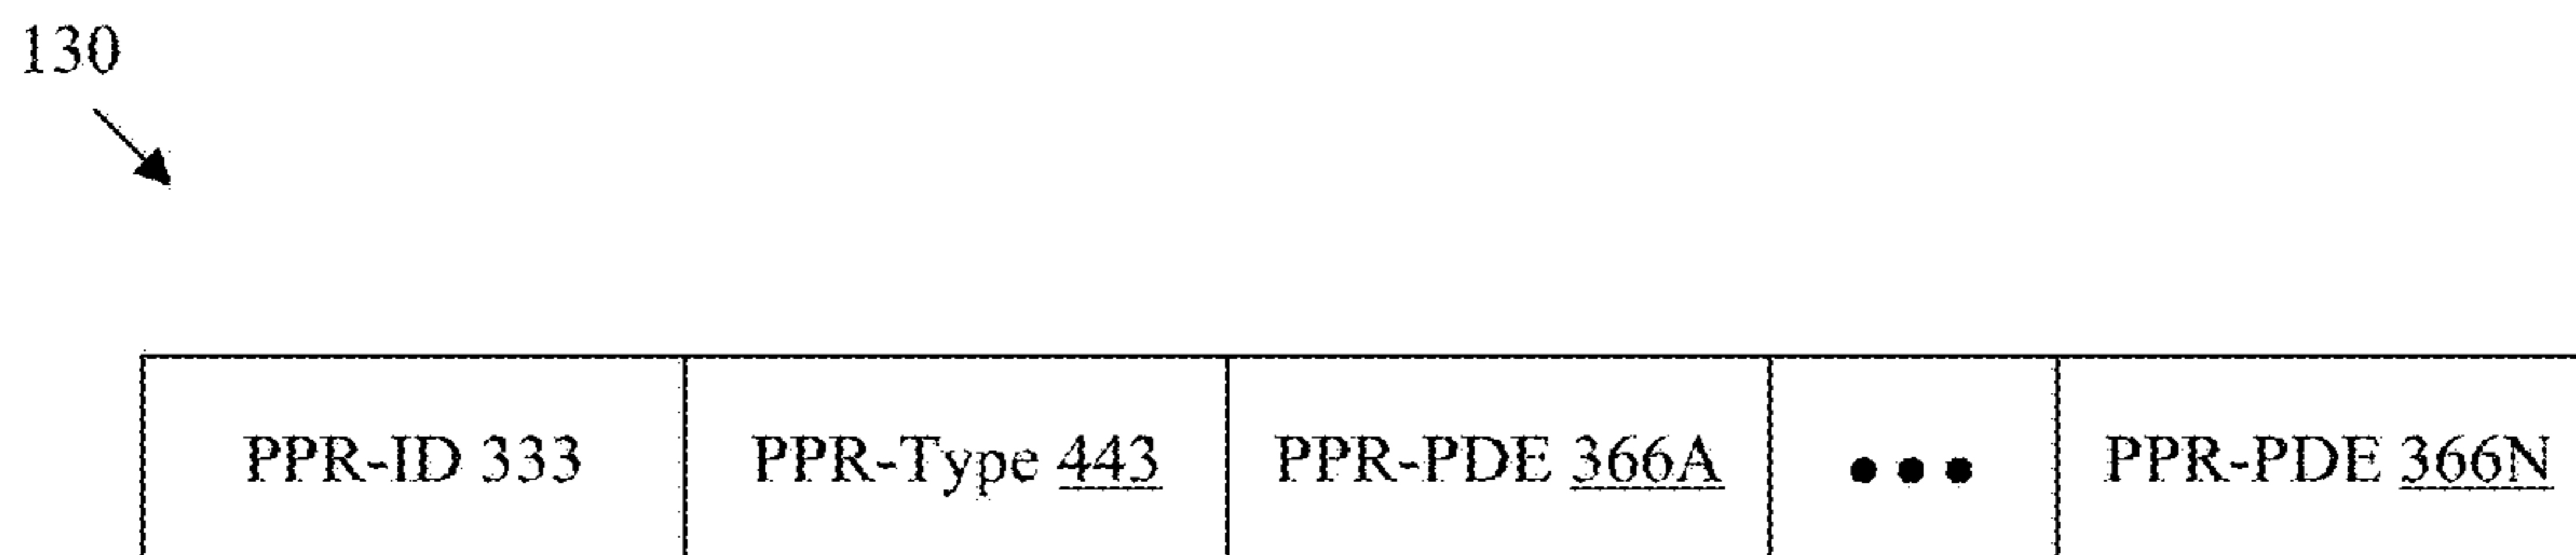 130
PPR-ID 333 PPR-Type 443 PPR-PDE 366A ●●● PPR-PDE 366N